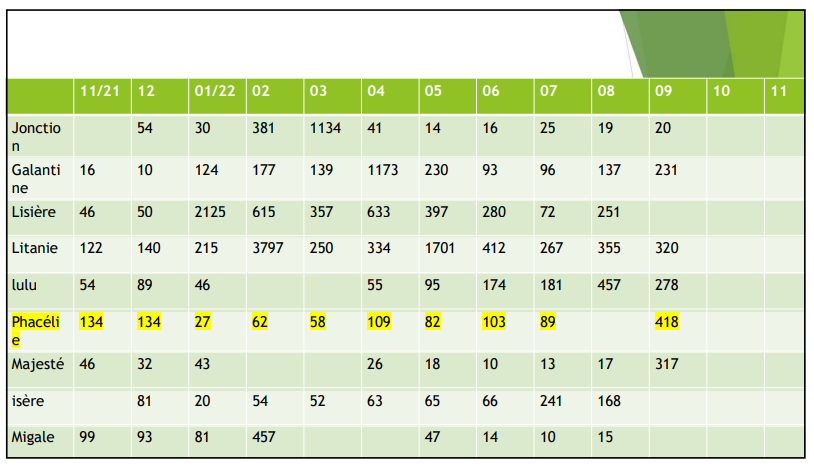 11/21 12 01/22 02 03 04 05 06 07 08 09 10 11
Jonctio 54 30 381 1134 41 14 16 25 19 20
n
Galanti 16 10 124 177 139 1173 230 93 96 137 231
ne
Lisière 46 50 2125 615 357 633 397 280 72 251
Litanie 122 140 215 3797 250 334 1701 412 267 355 320
lulu 54 89 46 55 95 174 181 457 278
Phacéli 134 134 27 62 58 109 82 103 89 418
e
Majesté 46 32 43 26 18 10 13 17 317
isère 81 20 54 52 63 65 66 241 168
Migale 99 93 81 457 47 14 10 15